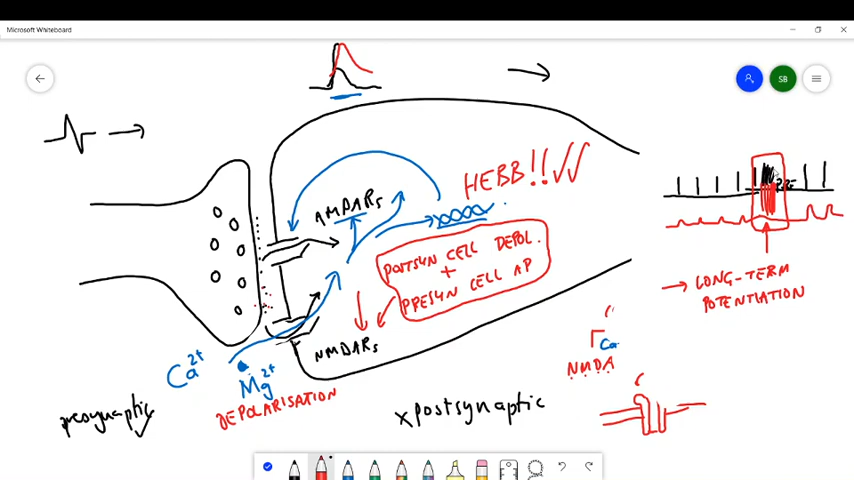 Microsoft Whiteboard
SB
HEBB!!
AMPARs
POSTSYN CELL DEPOL.
+
PRESYN CELL AP
LONG-TERM
POTENTIATION
NMDARs
Ca²⁺
Mg²⁺
DEPOLARISATION
Ca
NMDA
presynaptic
postsynaptic